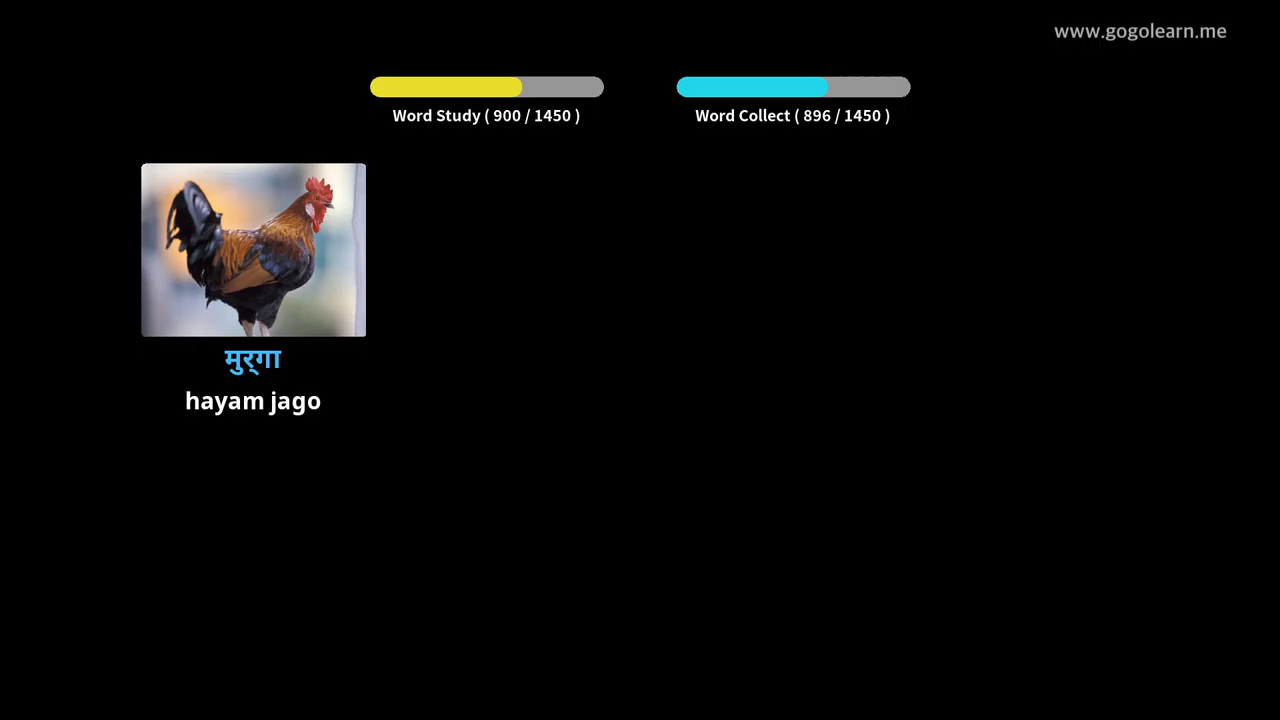 www.gogolearn.me
Word Study ( 900 / 1450 )
Word Collect ( 896 / 1450 )
मुर्गा
hayam jago